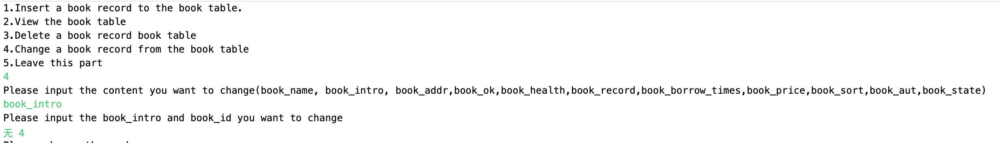 1.Insert a book record to the book table.
2.View the book table
3.Delete a book record book table
4.Change a book record from the book table
5.Leave this part
4
Please input the content you want to change(book_name, book_intro, book_addr,book_ok,book_health,book_record,book_borrow_times,book_price,book_sort,book_aut,book_state)
book_intro
Please input the book_intro and book_id you want to change
无 4